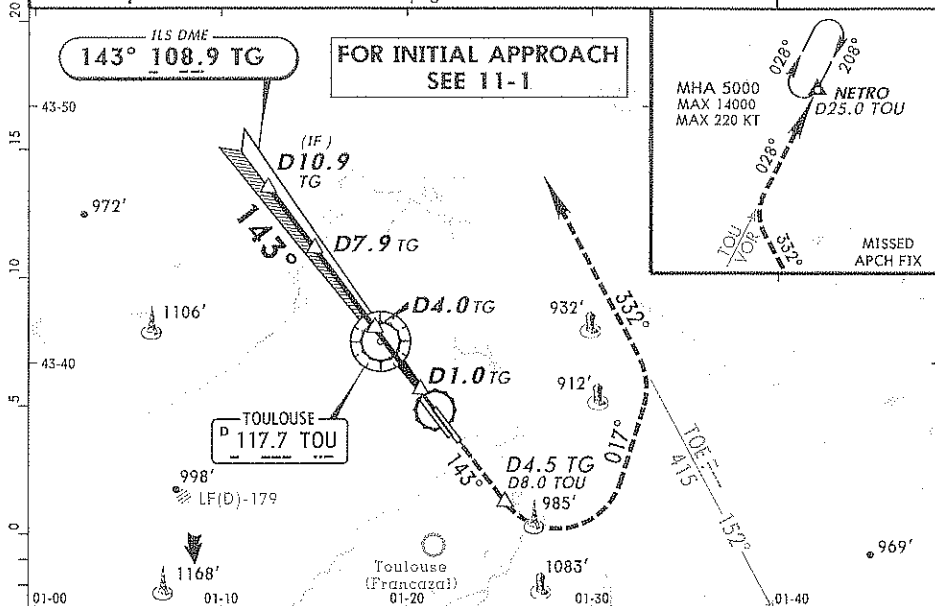 20
ILS DME
143° 108.9 TG
FOR INITIAL APPROACH
SEE 11-1
MHA 5000
MAX 14000
MAX 220 KT
028°
208°
NETRO
D25.0 TOU
028°
TOU
VOR
332°
MISSED
APCH FIX
43-50
15
(IF)
D10.9
TG
972'
143°
D7.9 TG
10
1106'
D4.0 TG
932'
332°
43-40
D1.0 TG
912'
5
TOULOUSE
D 117.7 TOU
017°
TOE
415
152°
143°
D4.5 TG
D8.0 TOU
985'
998'
LF(D)-179
0
Toulouse
(Francazal)
1168'
1083'
969'
01-00
01-10
01-20
01-30
01-40